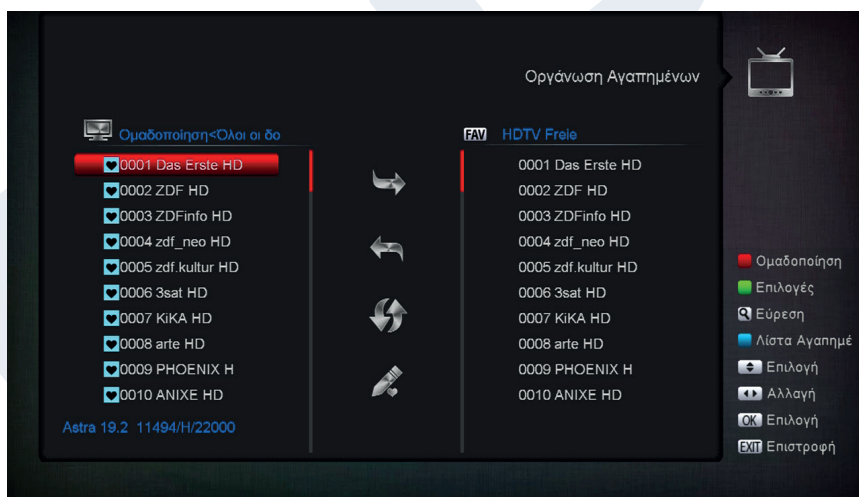 Οργάνωση Αγαπημένων
Ομαδοποίηση<Όλοι οι δο
0001 Das Erste HD
0002 ZDF HD
0003 ZDFinfo HD
0004 zdf_neo HD
0005 zdf.kultur HD
0006 3sat HD
0007 KiKA HD
0008 arte HD
0009 PHOENIX H
0010 ANIXE HD
Astra 19.2 11494/H/22000
FAV HDTV Freie
0001 Das Erste HD
0002 ZDF HD
0003 ZDFinfo HD
0004 zdf_neo HD
0005 zdf.kultur HD
0006 3sat HD
0007 KiKA HD
0008 arte HD
0009 PHOENIX HD
0010 ANIXE HD
Ομαδοποίηση
Επιλογές
Εύρεση
Λίστα Αγαπημέ
Επιλογή
Αλλαγή
OK Επιλογή
EXIT Επιστροφή